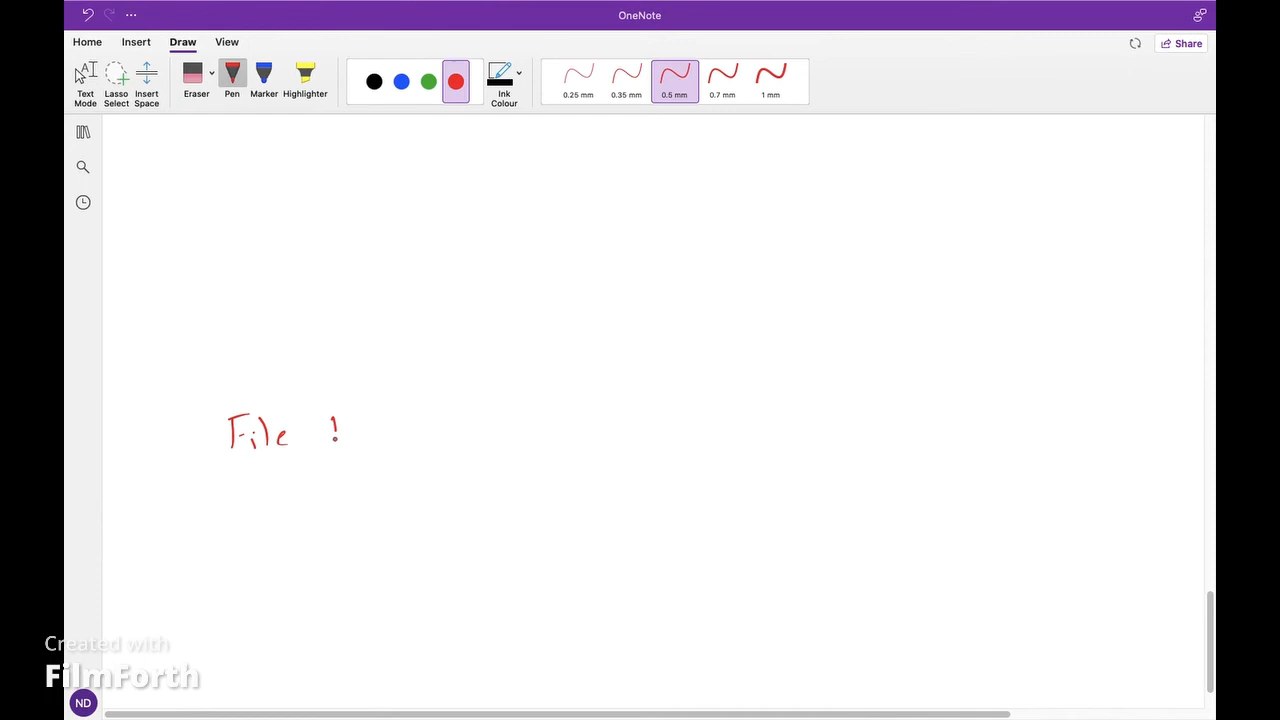 OneNote
Home Insert Draw View
Share
Text Mode
Lasso Select
Insert Space
Eraser
Pen
Marker
Highlighter
Ink Colour
0.25 mm
0.35 mm
0.5 mm
0.7 mm
1 mm
File
Created with
FilmForth
ND